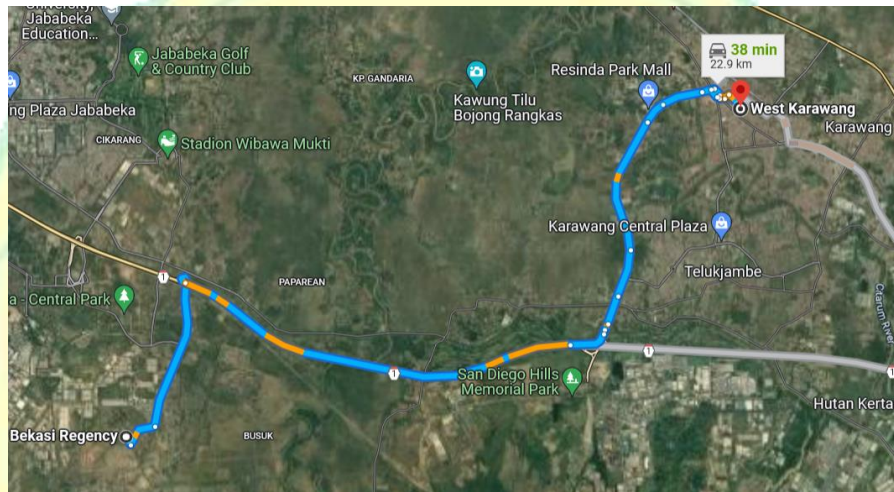 University,
Jababeka
Education...
Jababeka Golf
& Country Club
ng Plaza Jababeka
CIKARANG
Stadion Wibawa Mukti
KP GANDARIA
Kawung Tilu
Bojong Rangkas
Resinda Park Mall
38 min
22.9 km
West Karawang
Karawang
Karawang Central Plaza
Telukjambe
Citarum River
1
PAPAREAN
a - Central Park
1
1
1
San Diego Hills
Memorial Park
Hutan Kerta
Bekasi Regency
BUSUK